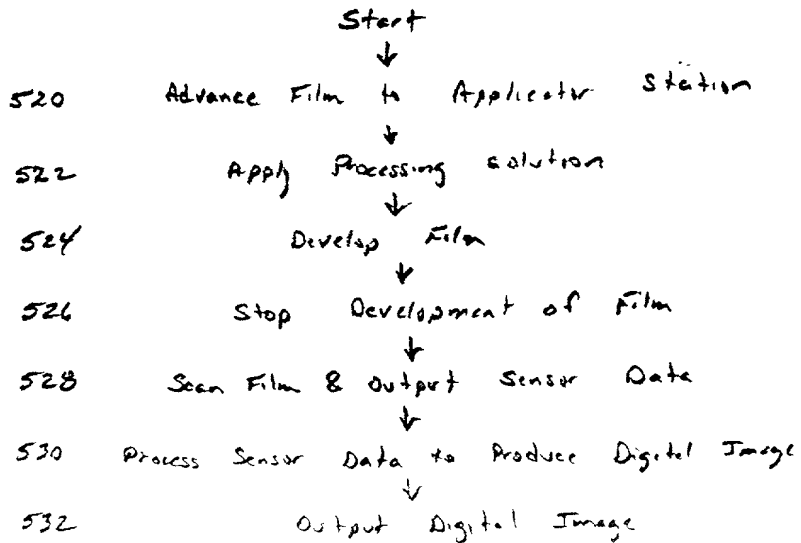 Start
520 Advance Film to Applicator Station
522 Apply Processing solution
524 Develop Film
526 Stop Development of Film
528 Scan Film & Output Sensor Data
530 Process Sensor Data to Produce Digital Image
532 Output Digital Image